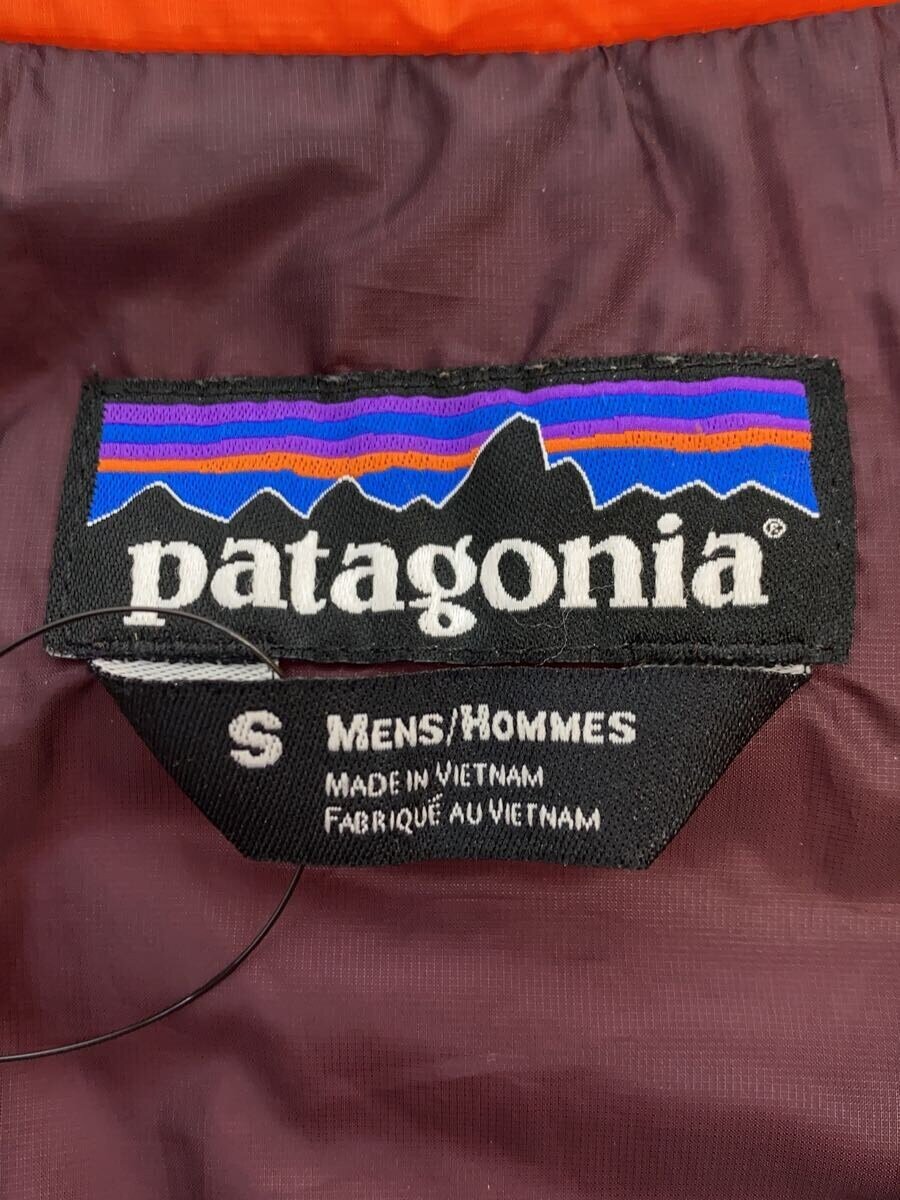 patagonia®
S MENS/HOMMES
MADE IN VIETNAM
FABRIQUÉ AU VIETNAM